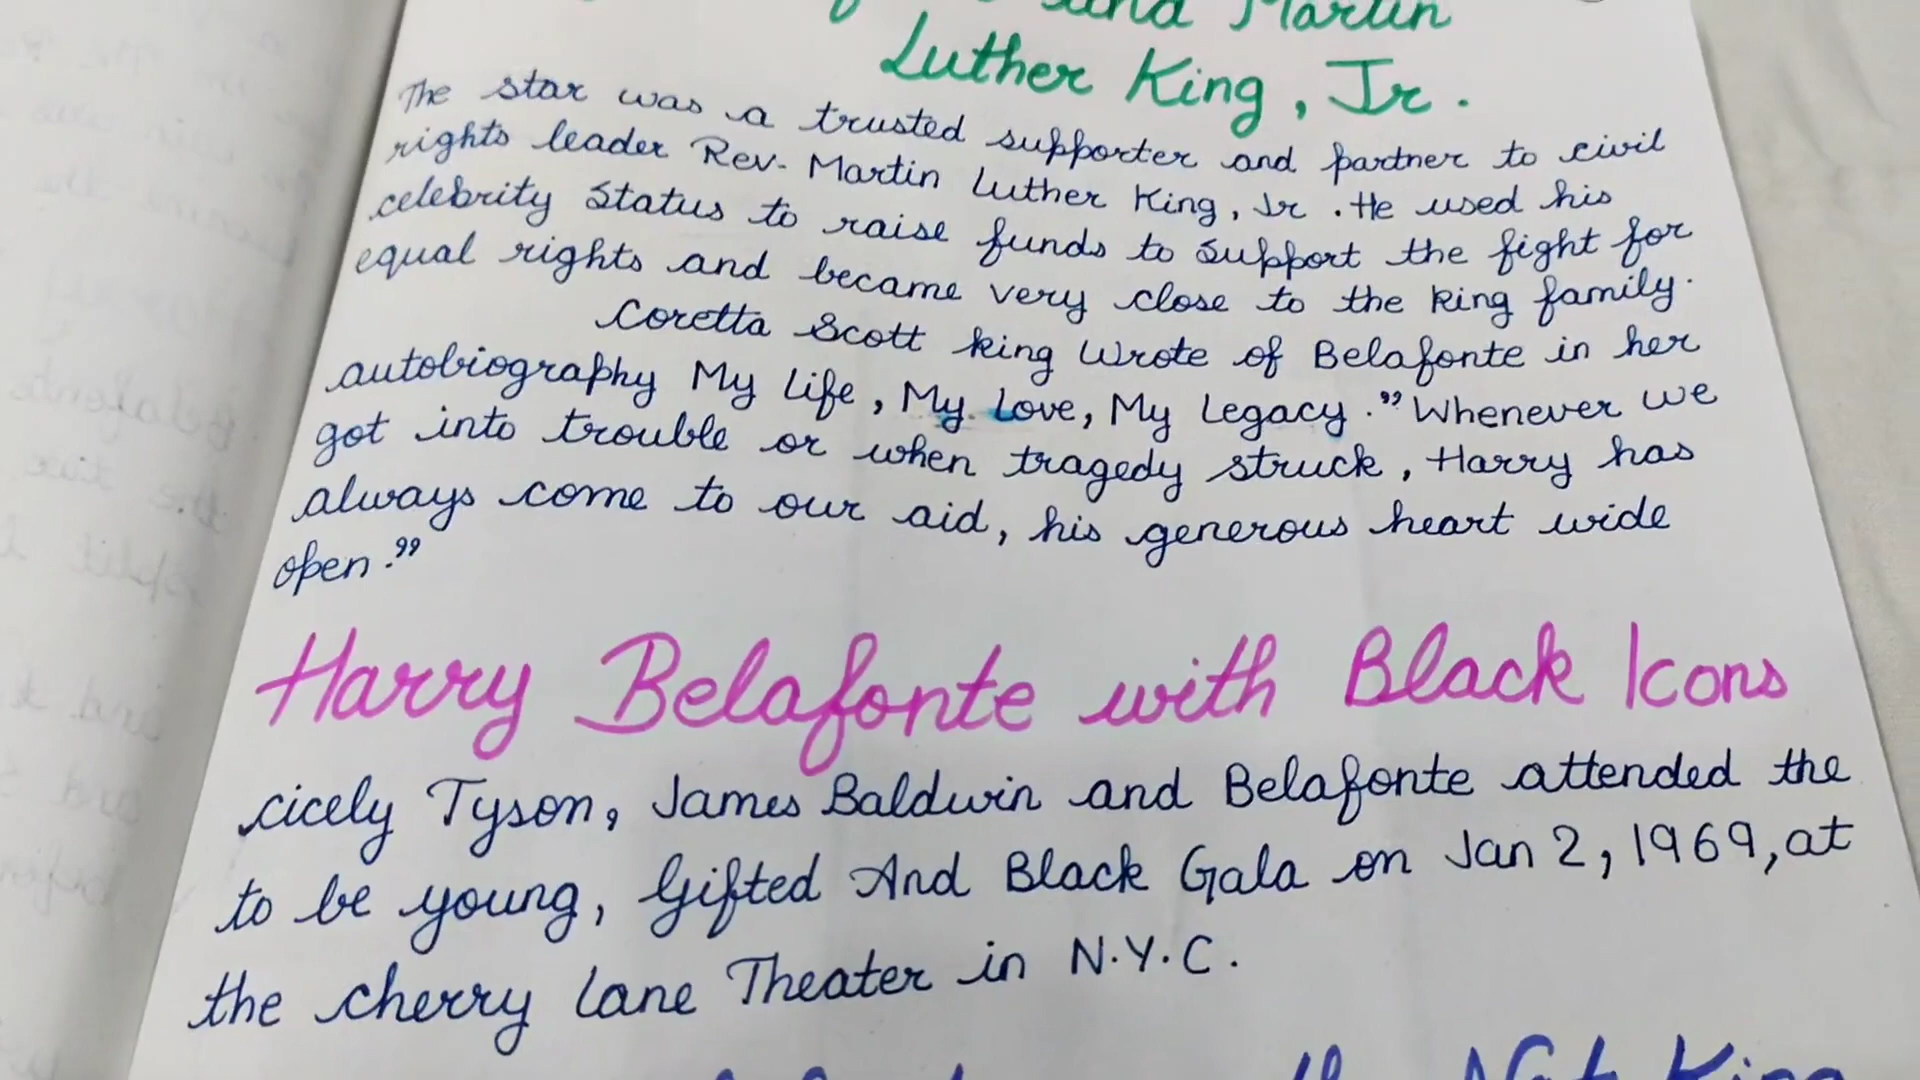 and Martin
Luther King, Jr.
The star was a trusted supporter and partner to civil
rights leader Rev. Martin Luther King, Jr. He used his
celebrity status to raise funds to support the fight for
equal rights and became very close to the king family.
Coretta Scott king Wrote of Belafonte in her
autobiography My Life, My Love, My Legacy." Whenever we
got into trouble or when tragedy struck, Harry has
always come to our aid, his generous heart wide
open."
Harry Belafonte with Black Icons
cicely Tyson, James Baldwin and Belafonte attended the
to be young, Gifted And Black Gala on Jan 2, 1969, at
the cherry lane Theater in N.Y.C.
Nat King